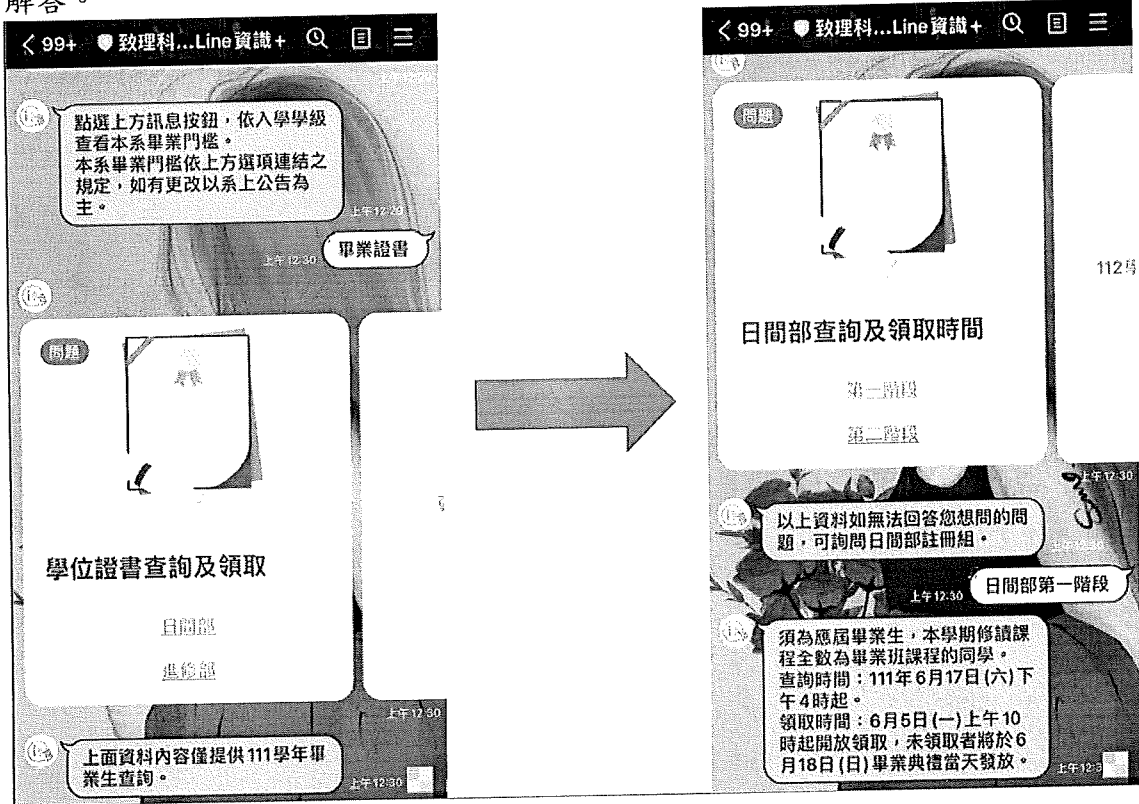 解答。
< 99+ 致理科...Line資識+
點選上方訊息按鈕，依入學學級
查看本系畢業門檻。
本系畢業門檻依上方選項連結之
規定，如有更改以系上公告為
主。
上午12:29
上午12:30
畢業證書
問題
學位證書查詢及領取
日間部
進修部
上午12:30
上面資料內容僅提供111學年畢
業生查詢。
上午12:30
< 99+ 致理科...Line資識+
問題
112學
日間部查詢及領取時間
第一階段
第二階段
上午12:30
以上資料如無法回答您想問的問
題，可詢問日間部註冊組。
上午12:30
上午12:30
日間部第一階段
須為應屆畢業生，本學期修讀課
程全數為畢業班課程的同學。
查詢時間：111年6月17日(六)下
午4時起。
領取時間：6月5日(一)上午10
時起開放領取，未領取者將於6
月18日(日)畢業典禮當天發放。